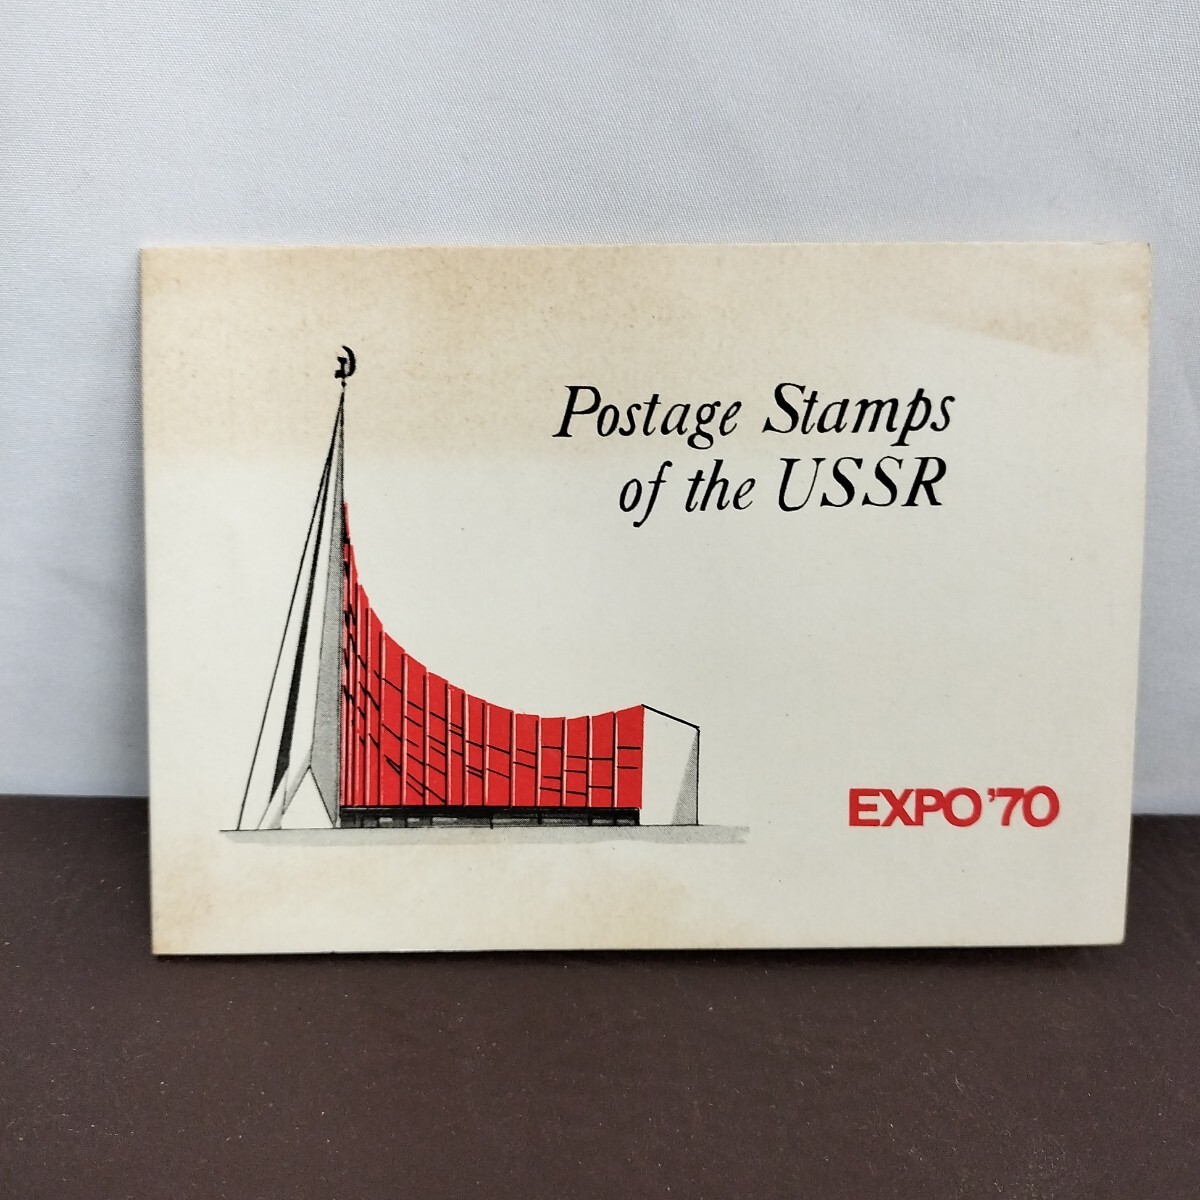 Postage Stamps
of the USSR
EXPO '70